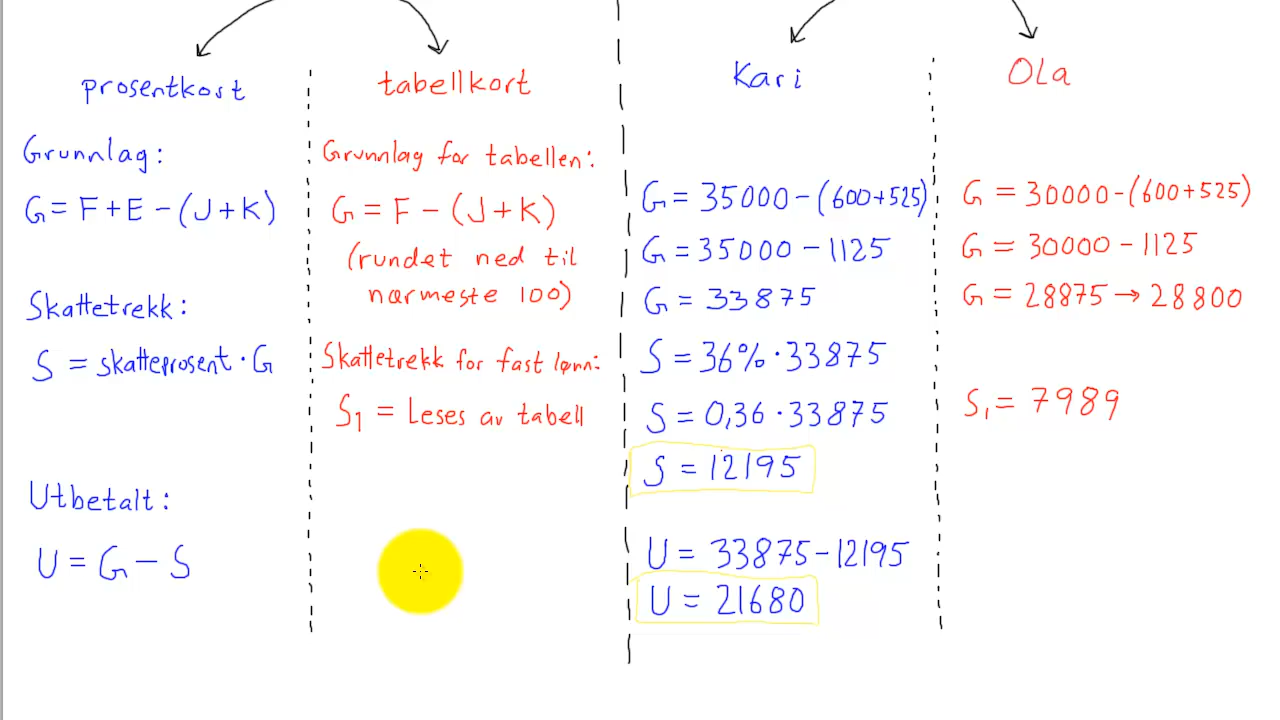 prosentkort
Grunnlag:
G = F + E - (J + K)
Skattetrekk:
S = skatteprosent · G
Utbetalt:
U = G - S
tabellkort
Grunnlag for tabellen:
G = F - (J + K)
(rundet ned til
nærmeste 100)
Skattetrekk for fast lønn:
S₁ = Leses av tabell
Kari
G = 35000 - (600+525)
G = 35000 - 1125
G = 33875
S = 36% · 33875
S = 0,36 · 33875
S = 12195
U = 33875 - 12195
U = 21680
Ola
G = 30000 - (600+525)
G = 30000 - 1125
G = 28875 → 28800
S₁ = 7989